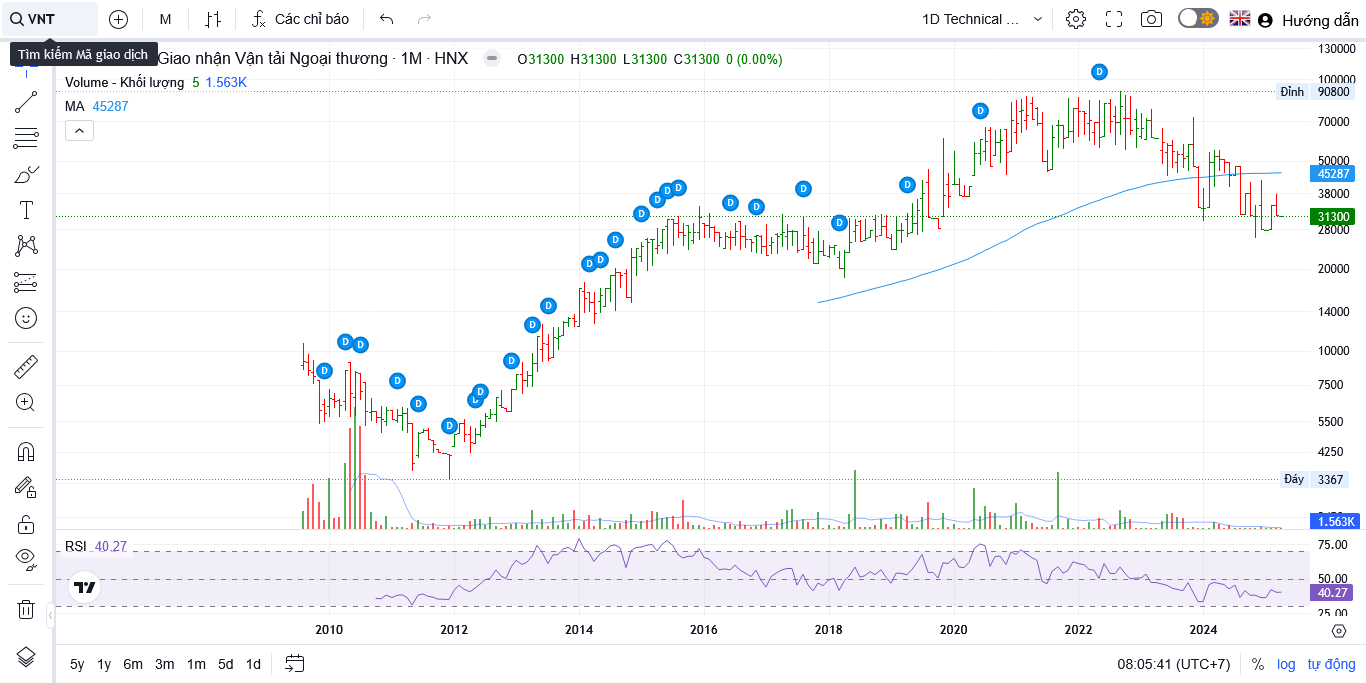 VNT M Các chỉ báo 1D Technical ... Hướng dẫn
Tìm kiếm Mã giao dịch
Giao nhận Vận tải Ngoại thương · 1M · HNX O31300 H31300 L31300 C31300 0 (0.00%)
Volume - Khối lượng 5 1.563K
MA 45287
130000
100000
Đỉnh 90800
70000
50000
45287
38000
31300
28000
20000
14000
10000
7500
5500
4250
Đáy 3367
1.563K
D D D D D D D D D D D D D D D D D D D D D D D D D D
RSI 40.27
75.00
50.00
40.27
25.00
2010 2012 2014 2016 2018 2020 2022 2024
5y 1y 6m 3m 1m 5d 1d 08:05:41 (UTC+7) % log tự động